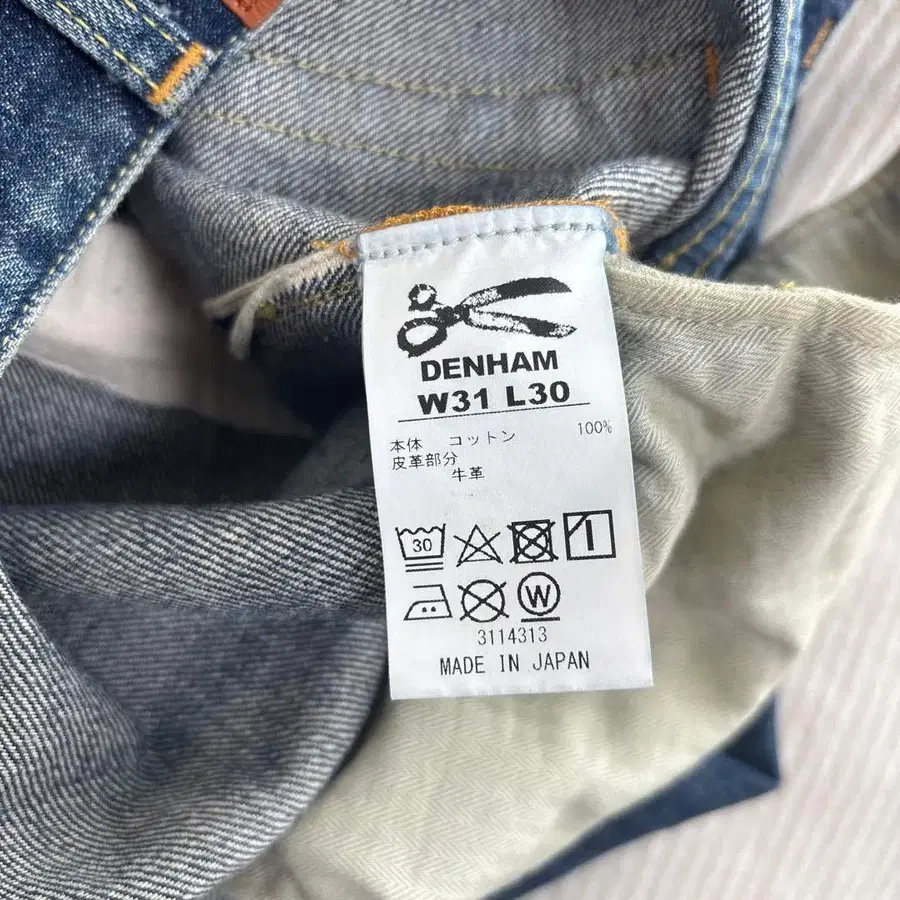 DENHAM
W31 L30
本体 コットン 100%
皮革部分
牛革
30
W
3114313
MADE IN JAPAN